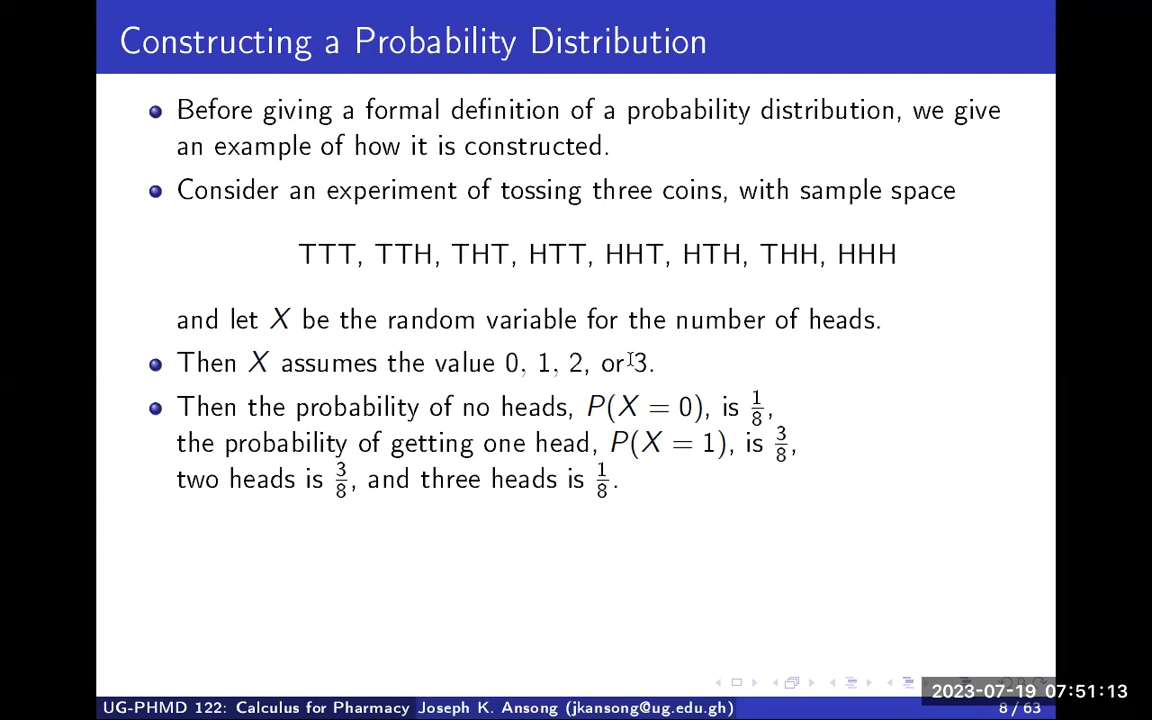 Constructing a Probability Distribution
Before giving a formal definition of a probability distribution, we give
an example of how it is constructed.
Consider an experiment of tossing three coins, with sample space
TTT, TTH, THT, HTT, HHT, HTH, THH, HHH
and let X be the random variable for the number of heads.
Then X assumes the value 0, 1, 2, or 3.
Then the probability of no heads, P(X = 0), is 1/8,
the probability of getting one head, P(X = 1), is 3/8,
two heads is 3/8, and three heads is 1/8.
2023-07-19 07:51:13
UG-PHMD 122: Calculus for Pharmacy Joseph K. Ansong (jkansong@ug.edu.gh) 8 / 63